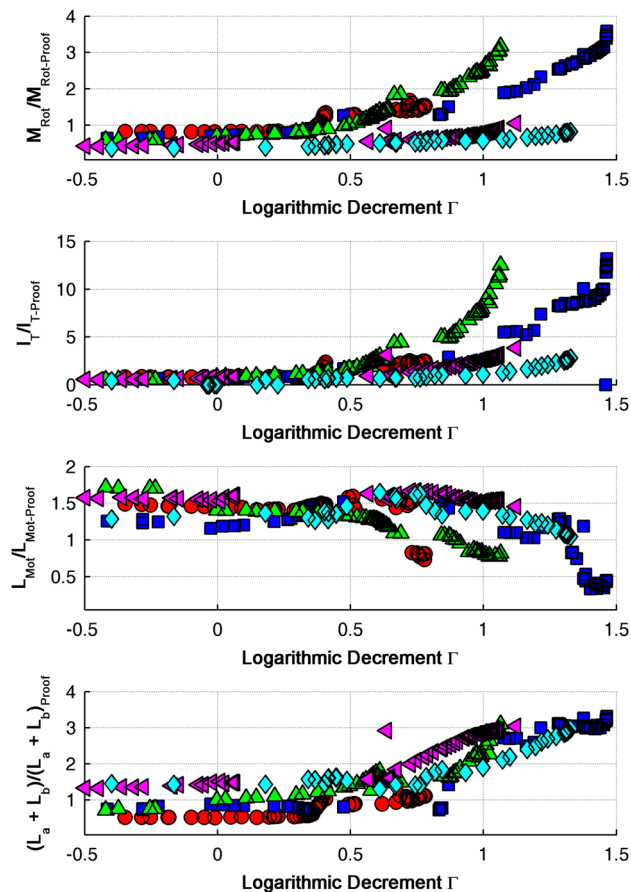 4
3
2
1
0
M_Rot /M_Rot-Proof
-0.5 0 0.5 1 1.5
Logarithmic Decrement Γ
15
10
5
0
I_T/I_T-Proof
-0.5 0 0.5 1 1.5
Logarithmic Decrement Γ
2
1.5
1
0.5
L_Mot/L_Mot-Proof
-0.5 0 0.5 1 1.5
Logarithmic Decrement Γ
4
3
2
1
(L_a + L_b)/(L_a + L_b)_Proof
-0.5 0 0.5 1 1.5
Logarithmic Decrement Γ